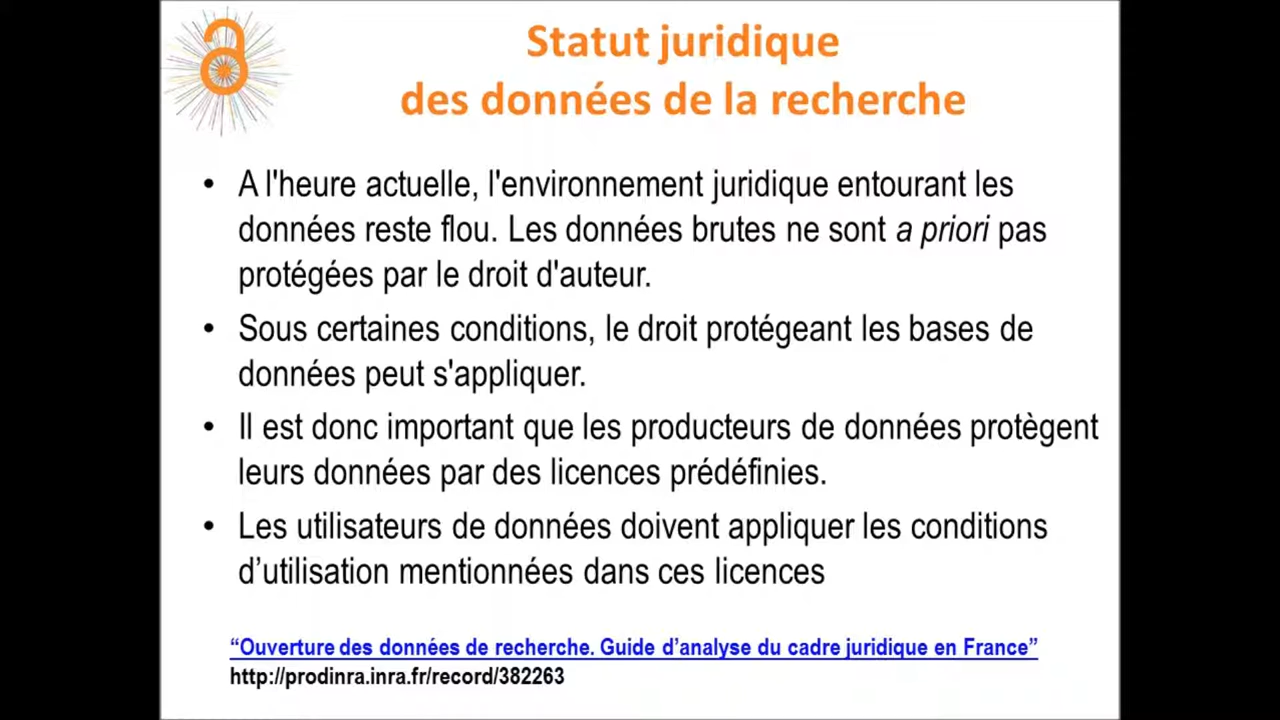 Statut juridique
des données de la recherche
• A l'heure actuelle, l'environnement juridique entourant les
données reste flou. Les données brutes ne sont a priori pas
protégées par le droit d'auteur.
• Sous certaines conditions, le droit protégeant les bases de
données peut s'appliquer.
• Il est donc important que les producteurs de données protègent
leurs données par des licences prédéfinies.
• Les utilisateurs de données doivent appliquer les conditions
d’utilisation mentionnées dans ces licences
“Ouverture des données de recherche. Guide d’analyse du cadre juridique en France”
http://prodinra.inra.fr/record/382263